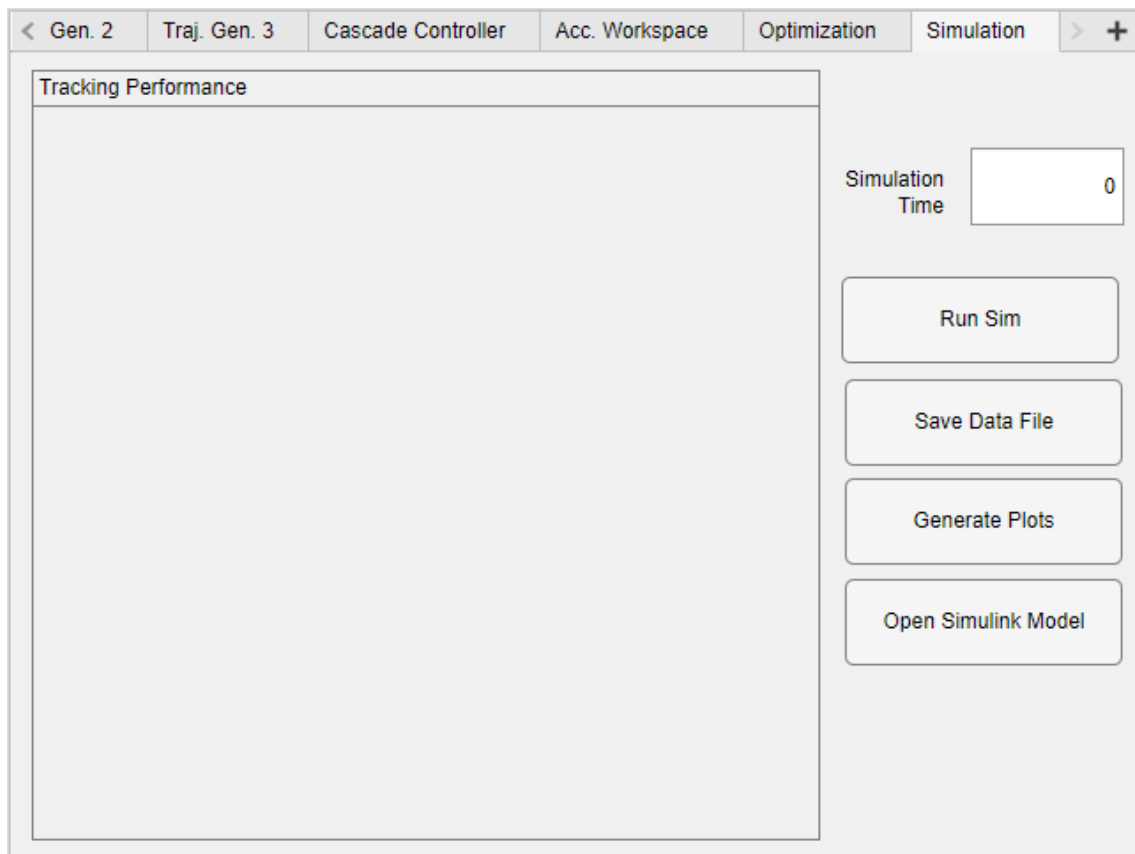 Gen. 2 Traj. Gen. 3 Cascade Controller Acc. Workspace Optimization Simulation
Tracking Performance
Simulation
Time
0
Run Sim
Save Data File
Generate Plots
Open Simulink Model